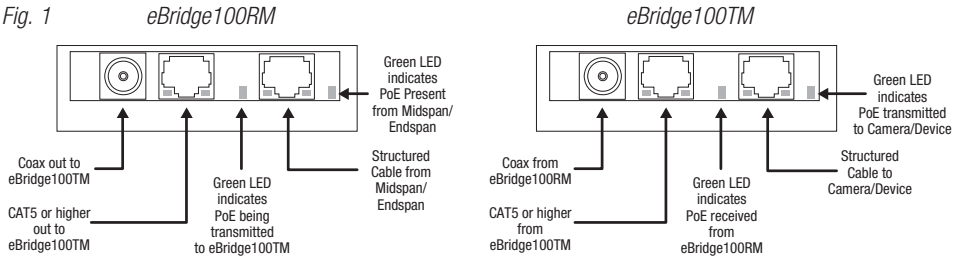 Fig. 1
eBridge100RM
Green LED
indicates
PoE Present
from Midspan/
Endspan
Coax out to
eBridge100TM
CAT5 or higher
out to
eBridge100TM
Green LED
indicates
PoE being
transmitted
to eBridge100TM
Structured
Cable from
Midspan/
Endspan
eBridge100TM
Green LED
indicates
PoE transmitted
to Camera/Device
Coax from
eBridge100RM
CAT5 or higher
from
eBridge100TM
Green LED
indicates
PoE received
from
eBridge100RM
Structured
Cable to
Camera/Device